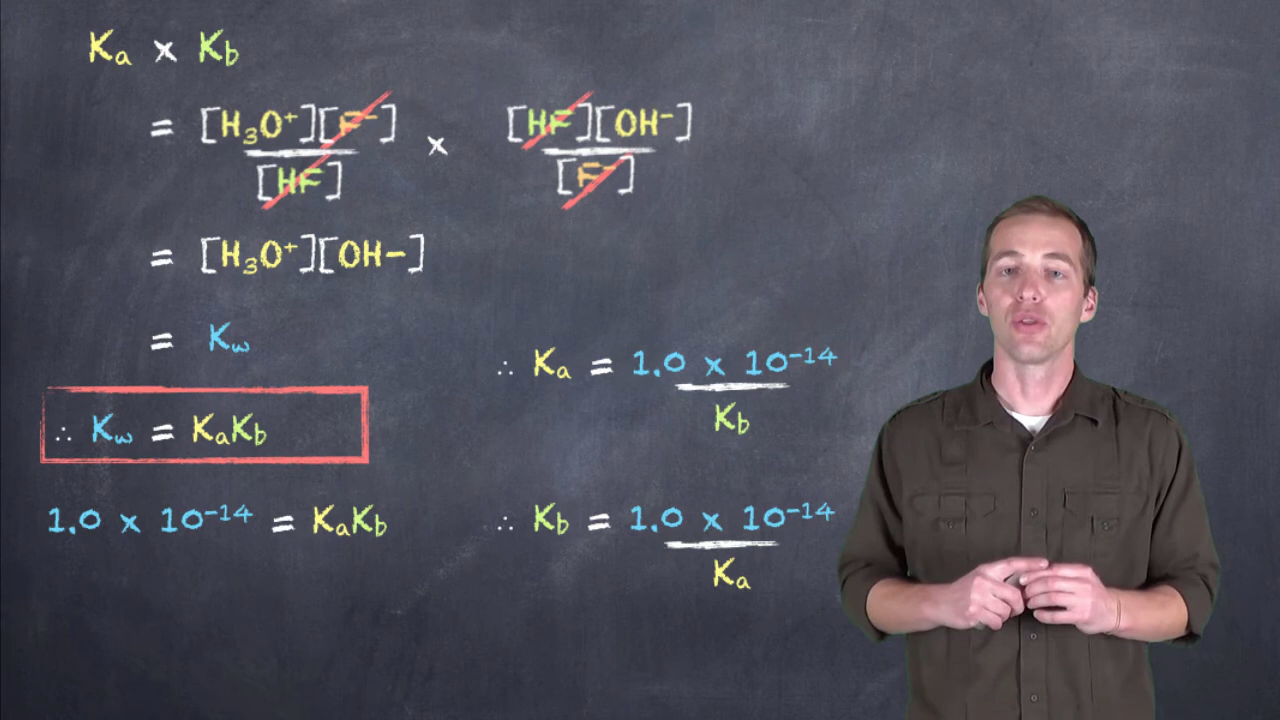 Ka x Kb
= [H₃O⁺][F⁻] / [HF] x [HF][OH⁻] / [F⁻]
= [H₃O⁺][OH-]
= Kw
∴ Kw = KaKb
1.0 x 10⁻¹⁴ = KaKb
∴ Ka = 1.0 x 10⁻¹⁴ / Kb
∴ Kb = 1.0 x 10⁻¹⁴ / Ka